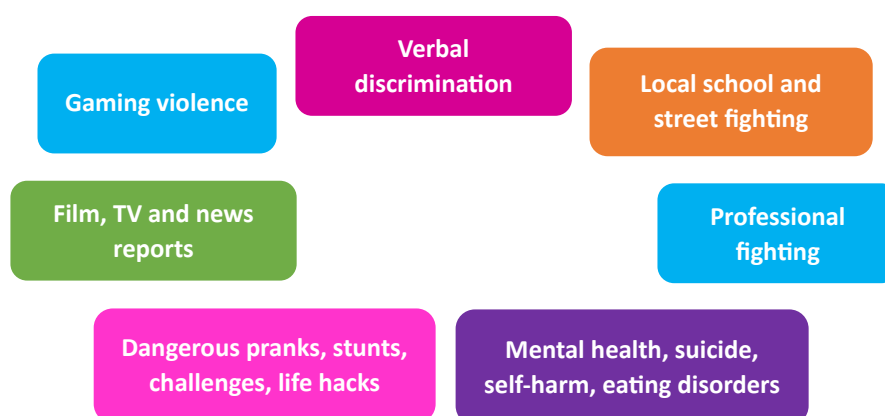 Verbal
discrimination
Gaming violence
Local school and
street fighting
Film, TV and news
reports
Professional
fighting
Dangerous pranks, stunts,
challenges, life hacks
Mental health, suicide,
self-harm, eating disorders